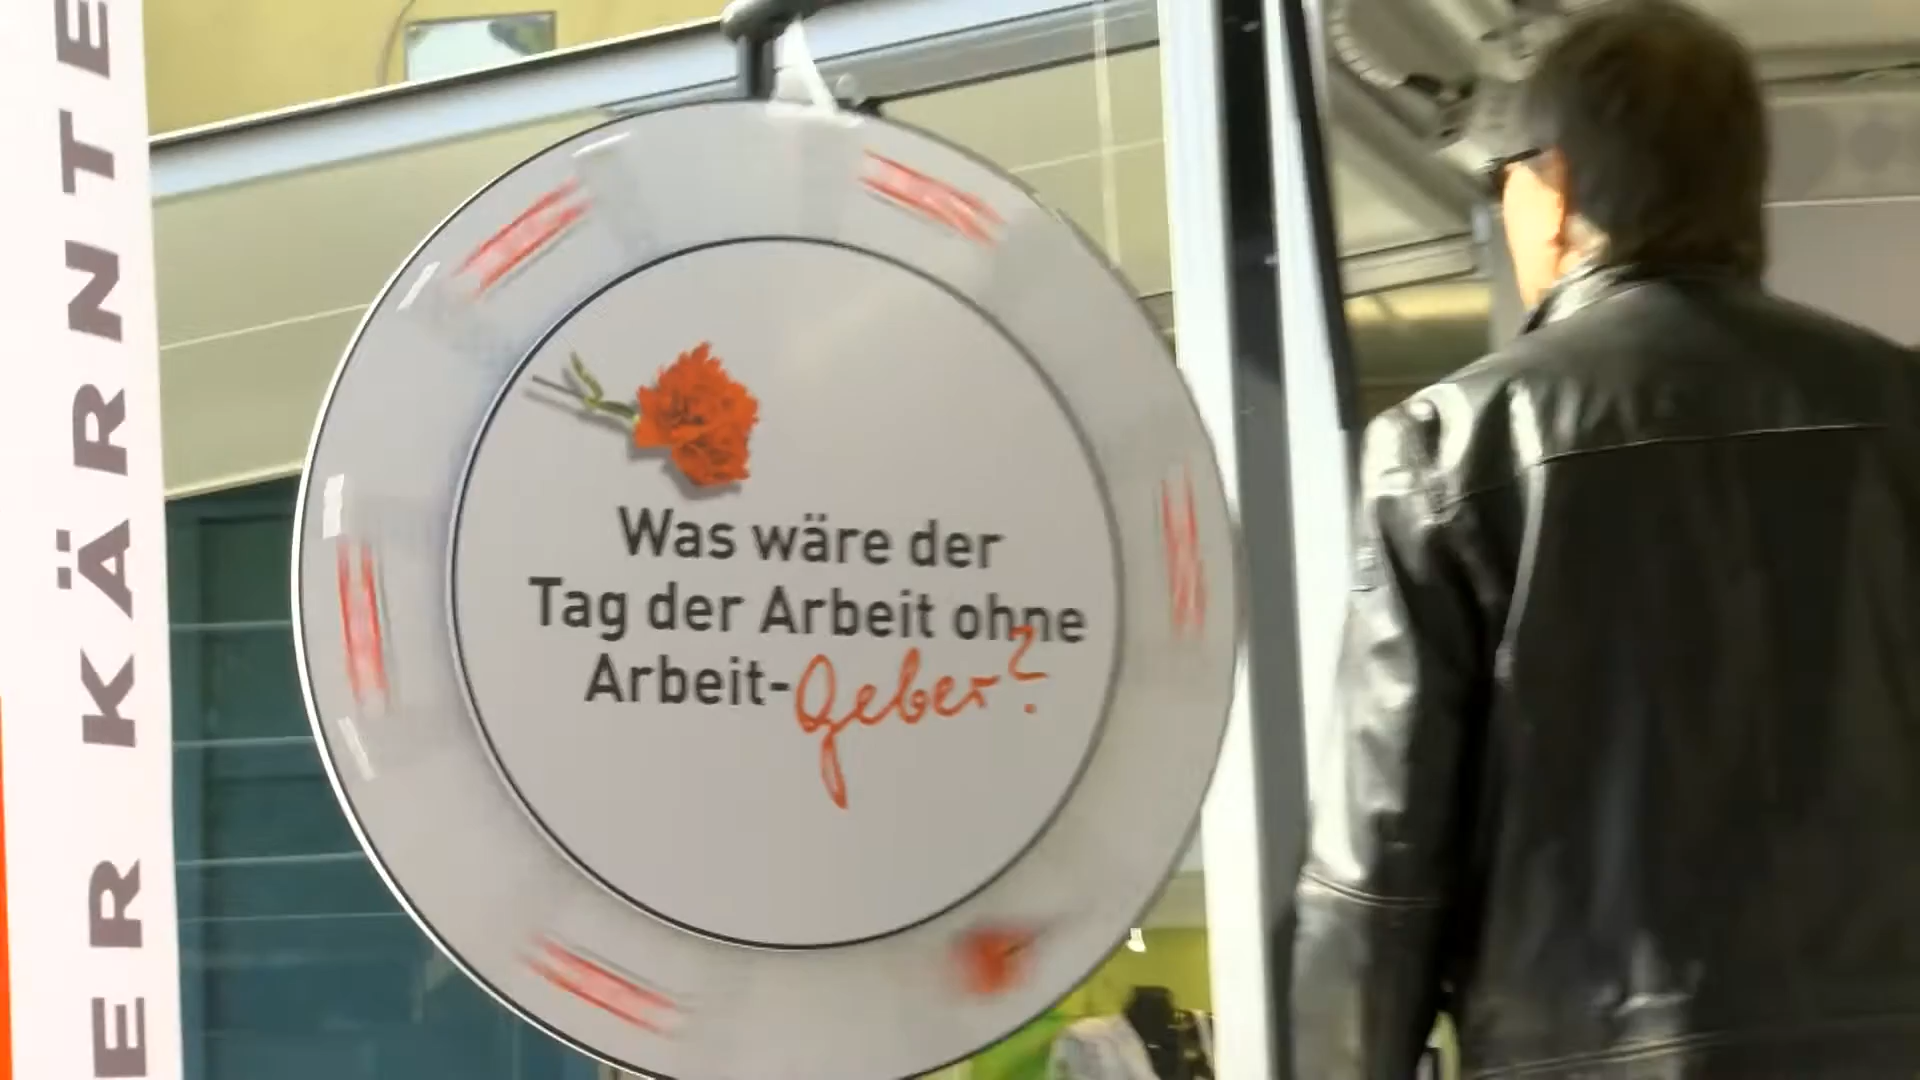 ER KÄRNTE
Was wäre der
Tag der Arbeit ohne
Arbeit-Geber?